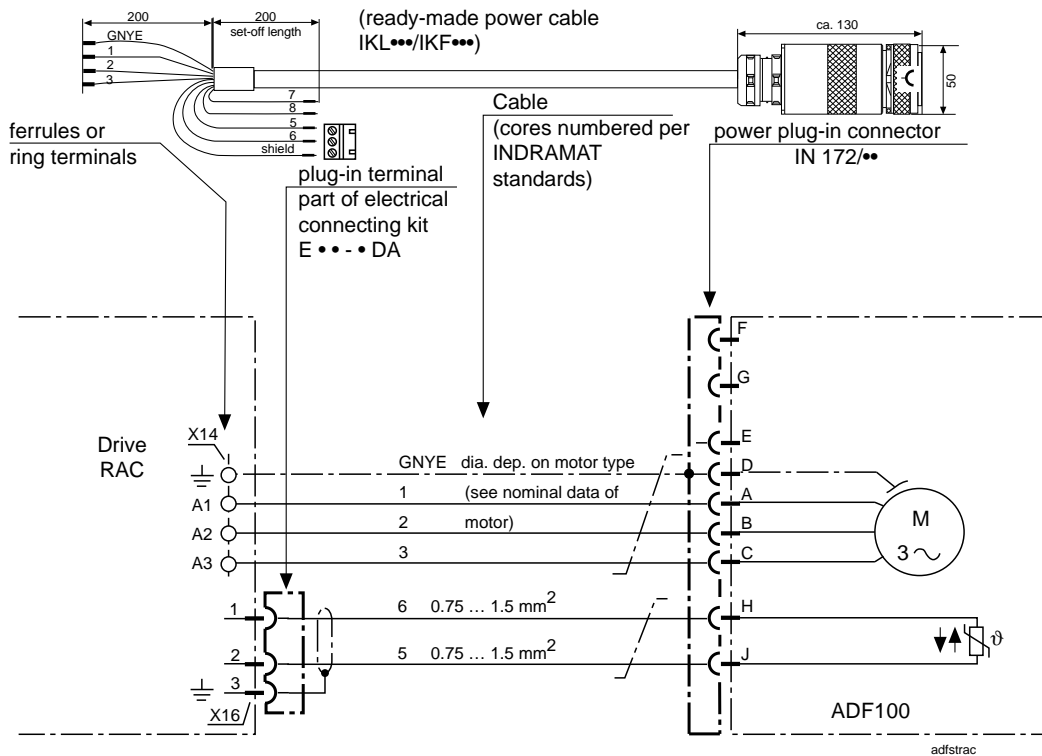 200
200
set-off length
(ready-made power cable
IKL•••/IKF•••)
ca. 130
50
GNYE
1
2
3
7
8
5
6
shield
ferrules or
ring terminals
plug-in terminal
part of electrical
connecting kit
E • • - • DA
Cable
(cores numbered per
INDRAMAT
standards)
power plug-in connector
IN 172/••
F
G
E
D
A
B
C
H
J
Drive
RAC
X14
A1
A2
A3
GNYE dia. dep. on motor type
1 (see nominal data of
2 motor)
3
M
3 ~
1
2
3
X16
6 0.75 ... 1.5 mm²
5 0.75 ... 1.5 mm²
ϑ
ADF100
adfstrac